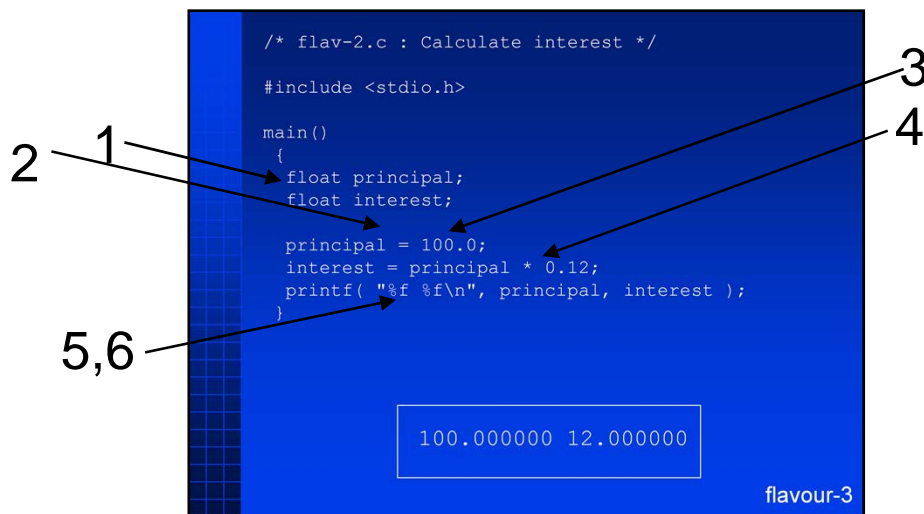 /* flav-2.c : Calculate interest */
#include <stdio.h>
main()
{
float principal;
float interest;
principal = 100.0;
interest = principal * 0.12;
printf( "%f %f\n", principal, interest );
}
100.000000 12.000000
flavour-3
1
2
3
4
5,6